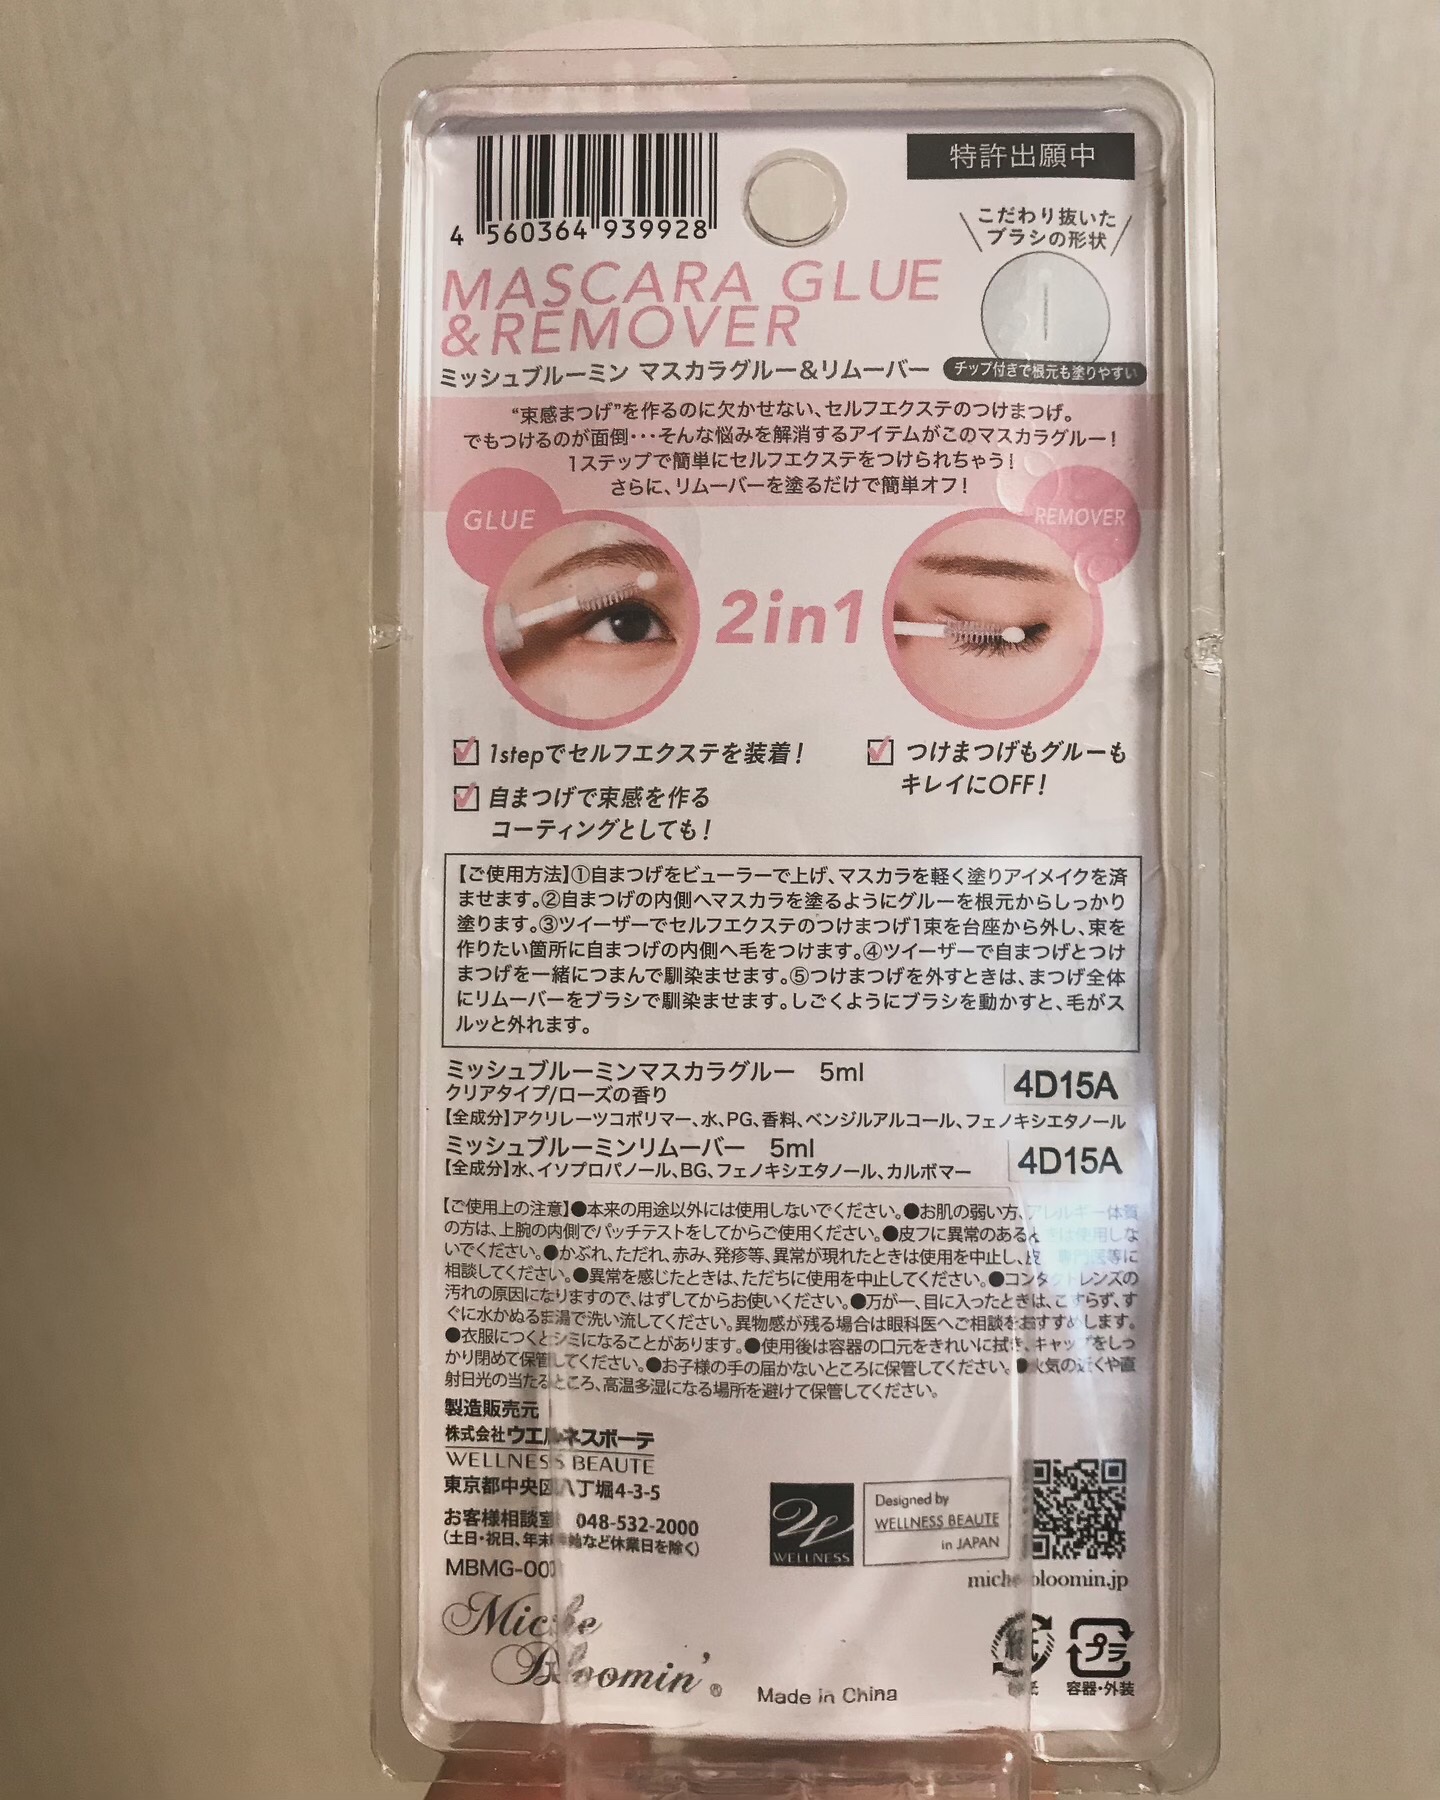 4 560364 939928
特許出願中
こだわり抜いた
ブラシの形状
MASCARA GLUE
&REMOVER
ミッシュブルーミン マスカラグルー&リムーバー
チップ付きで根元も塗りやすい
“束感まつげ”を作るのに欠かせない、セルフエクステのつけまつげ。
でもつけるのが面倒・・・そんな悩みを解消するアイテムがこのマスカラグルー！
1ステップで簡単にセルフエクステをつけられちゃう！
さらに、リムーバーを塗るだけで簡単オフ！
GLUE
REMOVER
2in1
1stepでセルフエクステを装着！
自まつげで束感を作る
コーティングとしても！
つけまつげもグルーも
キレイにOFF！
【ご使用方法】①自まつげをビューラーで上げ、マスカラを軽く塗りアイメイクを済
ませます。②自まつげの内側へマスカラを塗るようにグルーを根元からしっかり
塗ります。③ツイーザーでセルフエクステのつけまつげ1束を台座から外し、束を
作りたい箇所に自まつげの内側へ毛をつけます。④ツイーザーで自まつげとつけ
まつげを一緒につまんで馴染ませます。⑤つけまつげを外すときは、まつげ全体
にリムーバーをブラシで馴染ませます。しごくようにブラシを動かすと、毛がス
ルッと外れます。
ミッシュブルーミンマスカラグルー 5ml
4D15A
クリアタイプ/ローズの香り
【全成分】アクリレーツコポリマー、水、PG、香料、ベンジルアルコール、フェノキシエタノール
ミッシュブルーミンリムーバー 5ml
4D15A
【全成分】水、イソプロパノール、BG、フェノキシエタノール、カルボマー
【ご使用上の注意】●本来の用途以外には使用しないでください。●お肌の弱い方、アレルギー体質
の方は、上腕の内側でパッチテストをしてからご使用ください。●皮フに異常のあるときは使用しな
いでください。●かぶれ、ただれ、赤み、発疹等、異常が現れたときは使用を中止し、皮 専門医等に
相談してください。●異常を感じたときは、ただちに使用を中止してください。●コンタクトレンズの
汚れの原因になりますので、はずしてからお使いください。●万が一、目に入ったときは、こすらず、す
ぐに水かぬるま湯で洗い流してください。異物感が残る場合は眼科医へご相談をおすすめします。
●衣服につくとシミになることがあります。●使用後は容器の口元をきれいに拭き、キャップをしっ
かり閉めて保管してください。●お子様の手の届かないところに保管してください。●火気の近くや直
射日光の当たるところ、高温多湿になる場所を避けて保管してください。
製造販売元
株式会社ウエルネスボーテ
WELLNESS BEAUTE
東京都中央区八丁堀4-3-5
お客様相談室 048-532-2000
（土日・祝日、年末年始など休業日を除く）
MBMG-001
Miche
Bloomin’®
WELLNESS
Designed by
WELLNESS BEAUTE
in JAPAN
michebloomin.jp
Made in China
紙
プラ
容器・外装